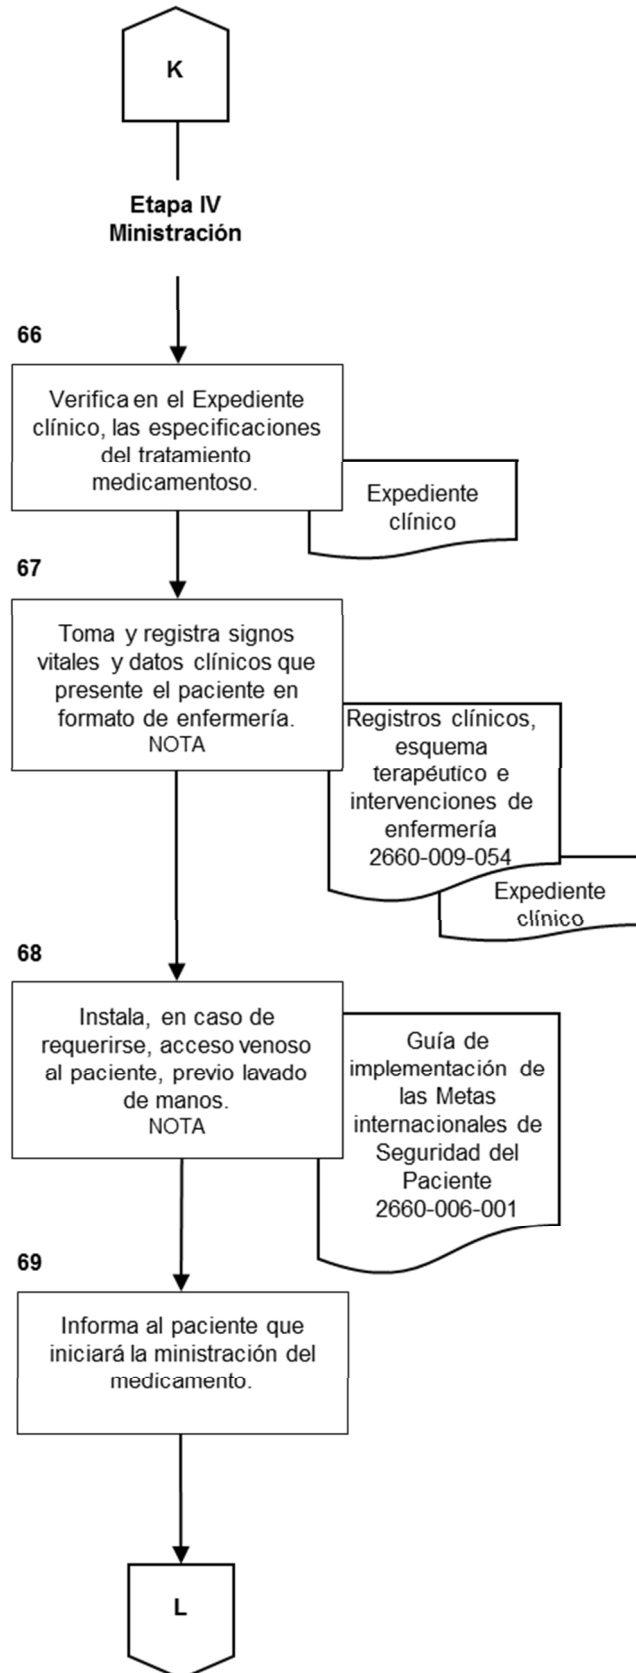 K
Etapa IV
Ministración
66
Verifica en el Expediente
clínico, las especificaciones
del tratamiento
medicamentoso.
Expediente
clínico
67
Toma y registra signos
vitales y datos clínicos que
presente el paciente en
formato de enfermería.
NOTA
Registros clínicos,
esquema
terapéutico e
intervenciones de
enfermería
2660-009-054
Expediente
clínico
68
Instala, en caso de
requerirse, acceso venoso
al paciente, previo lavado
de manos.
NOTA
Guía de
implementación de
las Metas
internacionales de
Seguridad del
Paciente
2660-006-001
69
Informa al paciente que
iniciará la ministración del
medicamento.
L